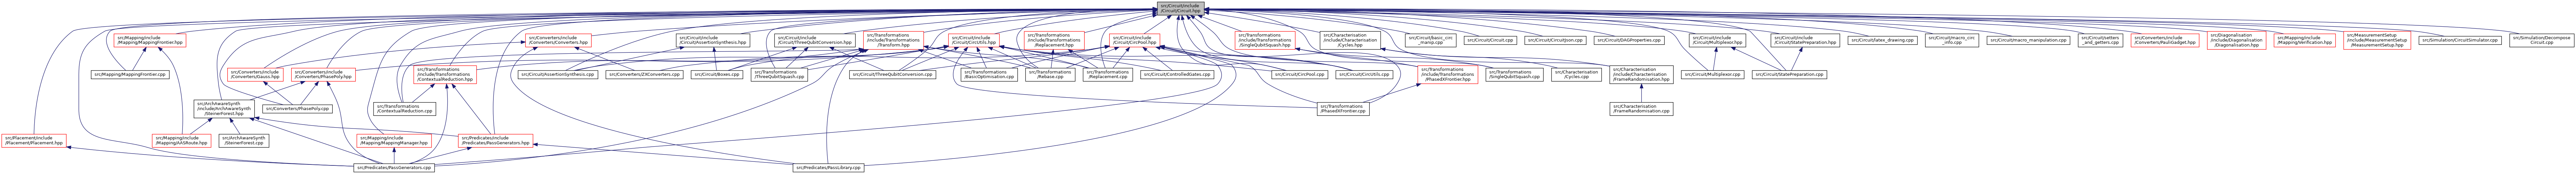 src/Circuit/include
/Circuit/Circuit.hpp
src/Mapping/include
/Mapping/MappingFrontier.hpp
src/Converters/include
/Converters/Converters.hpp
src/Circuit/include
/Circuit/AssertionSynthesis.hpp
src/Circuit/include
/Circuit/ThreeQubitConversion.hpp
src/Transformations
/include/Transformations
/Transform.hpp
src/Circuit/include
/Circuit/CircUtils.hpp
src/Transformations
/include/Transformations
/Replacement.hpp
src/Circuit/include
/Circuit/CircPool.hpp
src/Transformations
/include/Transformations
/SingleQubitSquash.hpp
src/Characterisation
/include/Characterisation
/Cycles.hpp
src/Circuit/Basic_circ
_manip.cpp
src/Circuit/Circuit.cpp
src/Circuit/CircuitJson.cpp
src/Circuit/DAGProperties.cpp
src/Circuit/include
/Circuit/Multiplexor.hpp
src/Circuit/include
/Circuit/StatePreparation.hpp
src/Circuit/latex_drawing.cpp
src/Circuit/macro_circ
_info.cpp
src/Circuit/macro_manipulation.cpp
src/Circuit/setters
_and_getters.cpp
src/Converters/include
/Converters/PauliGadget.hpp
src/Diagonalisation
/include/Diagonalisation
/Diagonalisation.hpp
src/Mapping/include
/Mapping/Verification.hpp
src/MeasurementSetup
/include/MeasurementSetup
/MeasurementSetup.hpp
src/Simulation/CircuitSimulator.cpp
src/Simulation/Decompose
Circuit.cpp
src/Mapping/MappingFrontier.cpp
src/Converters/include
/Converters/Gauss.hpp
src/Converters/include
/Converters/PhasePoly.hpp
src/Transformations
/include/Transformations
/ContextualReduction.hpp
src/Circuit/AssertionSynthesis.cpp
src/Converters/ZXConverters.cpp
src/Circuit/Boxes.cpp
src/Transformations
/ThreeQubitSquash.cpp
src/Circuit/ThreeQubitConversion.cpp
src/Transformations
/BasicOptimisation.cpp
src/Transformations
/Rebase.cpp
src/Transformations
/Replacement.cpp
src/Circuit/ControlledGates.cpp
src/Circuit/CircPool.cpp
src/Circuit/CircUtils.cpp
src/Transformations
/include/Transformations
/PhasedXFrontier.hpp
src/Transformations
/SingleQubitSquash.cpp
src/Characterisation
/Cycles.cpp
src/Characterisation
/include/Characterisation
/FrameRandomisation.hpp
src/Circuit/Multiplexor.cpp
src/Circuit/StatePreparation.cpp
src/ArchAwareSynth
/include/ArchAwareSynth
/SteinerForest.hpp
src/Converters/PhasePoly.cpp
src/Transformations
/ContextualReduction.cpp
src/Transformations
/PhasedXFrontier.cpp
src/Characterisation
/FrameRandomisation.cpp
src/Placement/include
/Placement/Placement.hpp
src/Mapping/include
/Mapping/AASRoute.hpp
src/ArchAwareSynth
/SteinerForest.cpp
src/Mapping/include
/Mapping/MappingManager.hpp
src/Predicates/include
/Predicates/PassGenerators.hpp
src/Predicates/PassGenerators.cpp
src/Predicates/PassLibrary.cpp